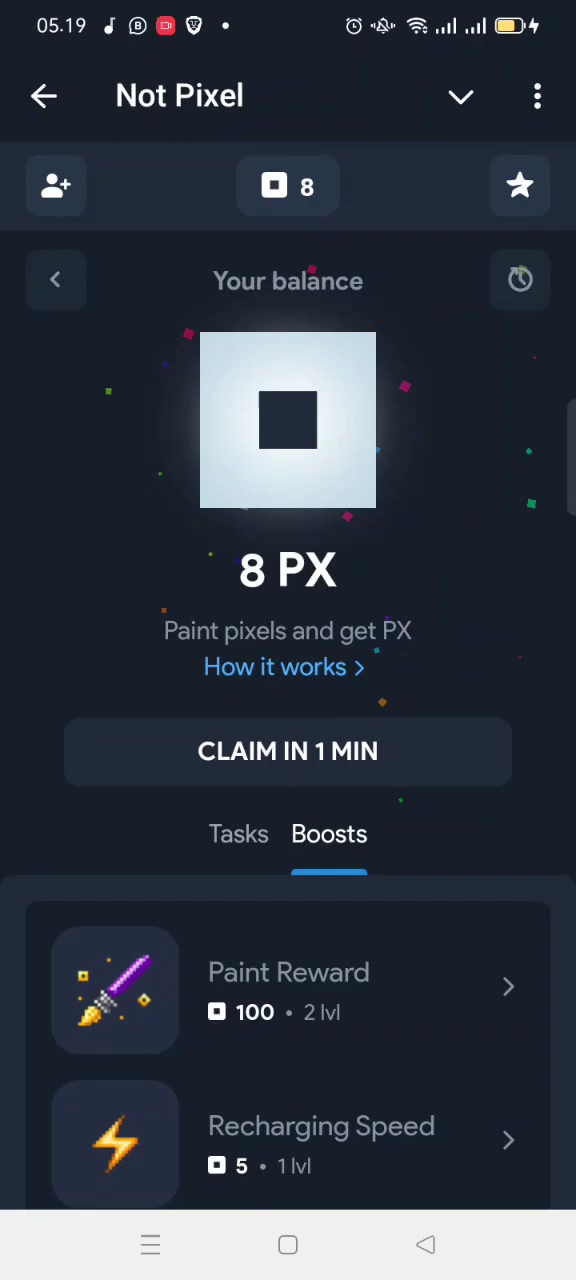 05.19
Not Pixel
8
Your balance
8 PX
Paint pixels and get PX
How it works >
CLAIM IN 1 MIN
Tasks Boosts
Paint Reward
100 • 2 lvl
Recharging Speed
5 • 1 lvl